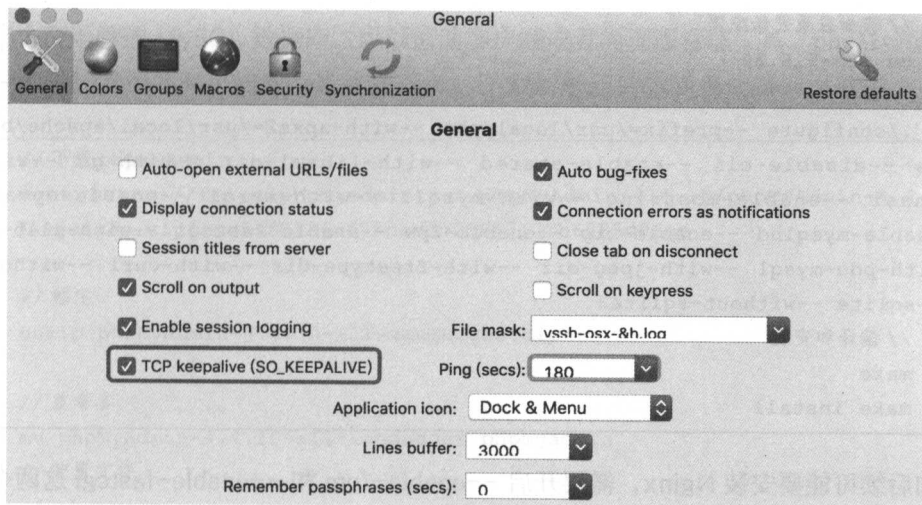 General
General Colors Groups Macros Security Synchronization Restore defaults
General
Auto-open external URLs/files
Auto bug-fixes
Display connection status
Connection errors as notifications
Session titles from server
Close tab on disconnect
Scroll on output
Scroll on keypress
Enable session logging
File mask: vssh-osx-&h.log
TCP keepalive (SO_KEEPALIVE)
Ping (secs): 180
Application icon: Dock & Menu
Lines buffer: 3000
Remember passphrases (secs): 0